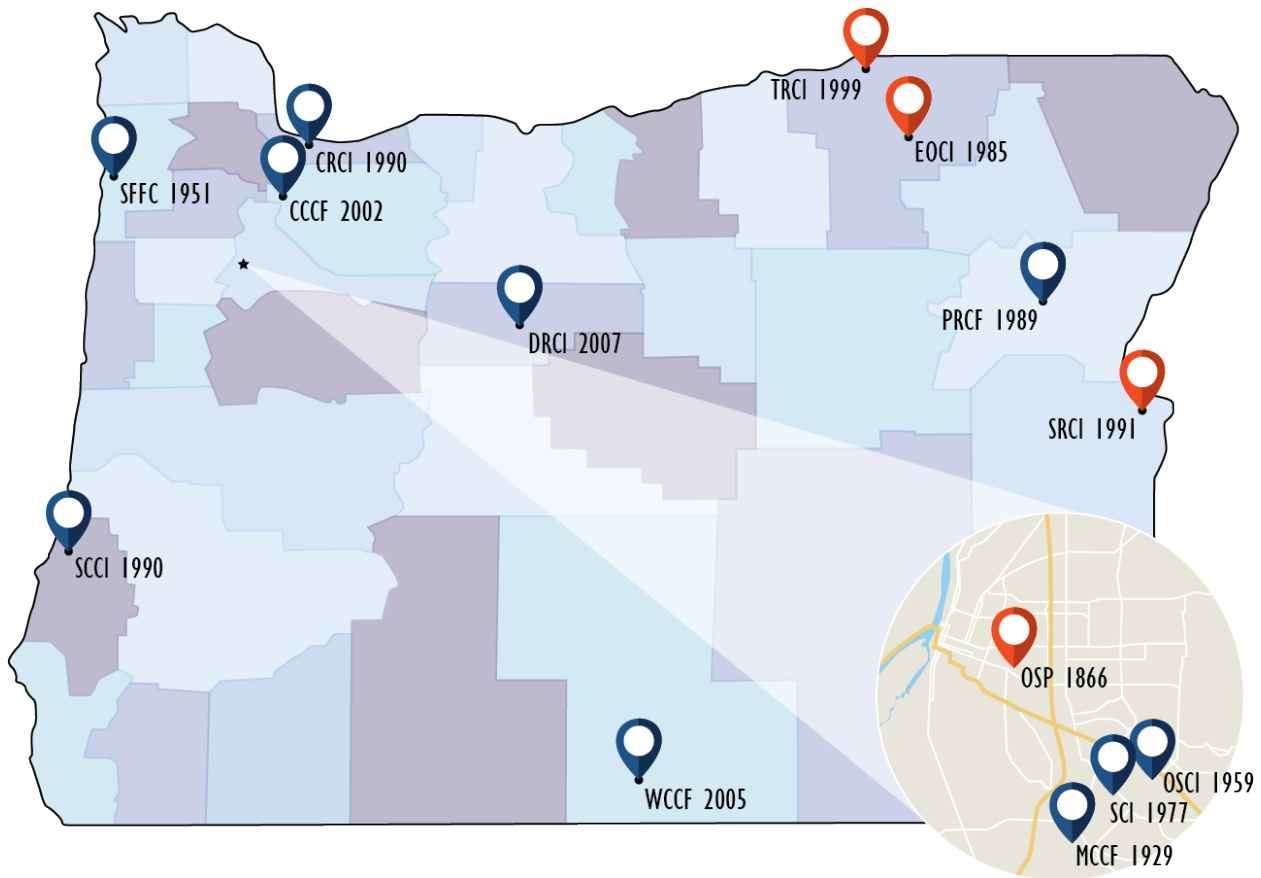 TRCI 1999
EOCI 1985
CRCI 1990
SFFC 1951
CCCF 2002
PRCF 1989
DRCI 2007
SRCI 1991
SCCI 1990
OSP 1866
OSCI 1959
WCCF 2005
SCI 1977
MCCF 1929